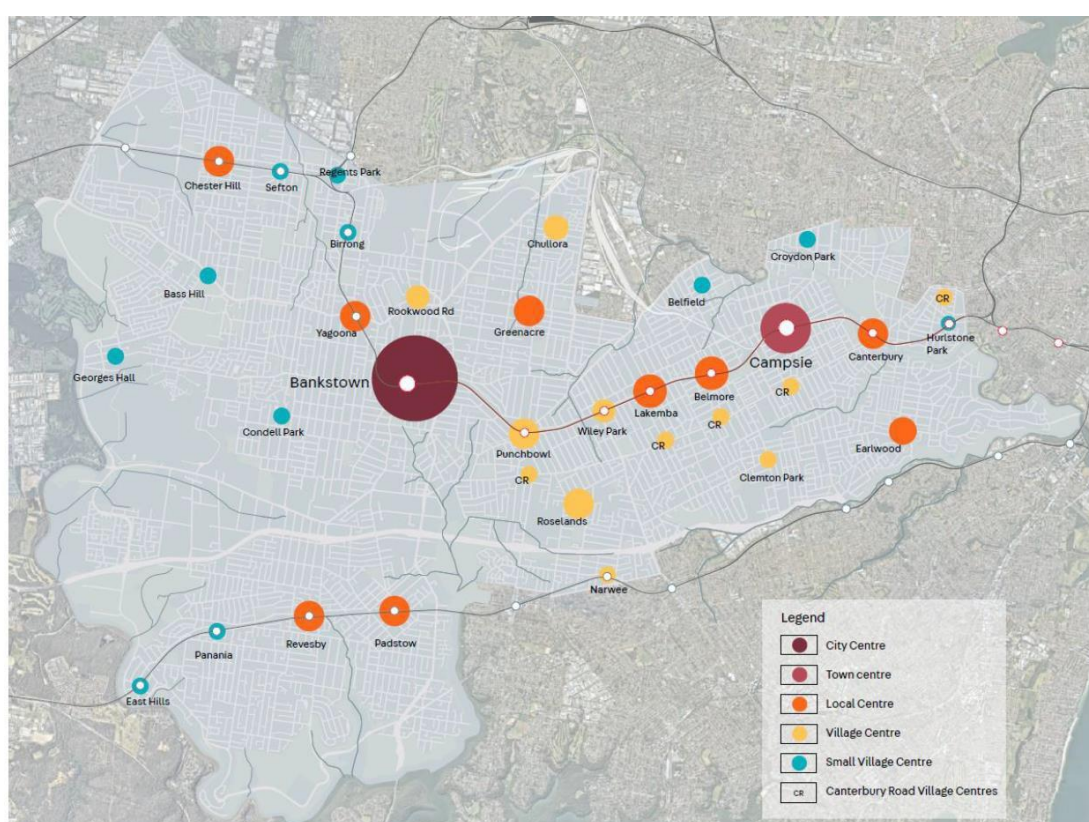 Chester Hill
Sefton
Regents Park
Birrong
Chullora
Croydon Park
Bass Hill
Belfield
Rookwood Rd
CR
Yagoona
Greenacre
Hurlstone
Park
Canterbury
Georges Hall
Bankstown
Campsie
Belmore
CR
Lakemba
Condell Park
Wiley Park
CR
Punchbowl
CR
Earlwood
CR
Clemton Park
Roselands
Narwee
Revesby
Padstow
Panania
East Hills
Legend
City Centre
Town centre
Local Centre
Village Centre
Small Village Centre
CR Canterbury Road Village Centres